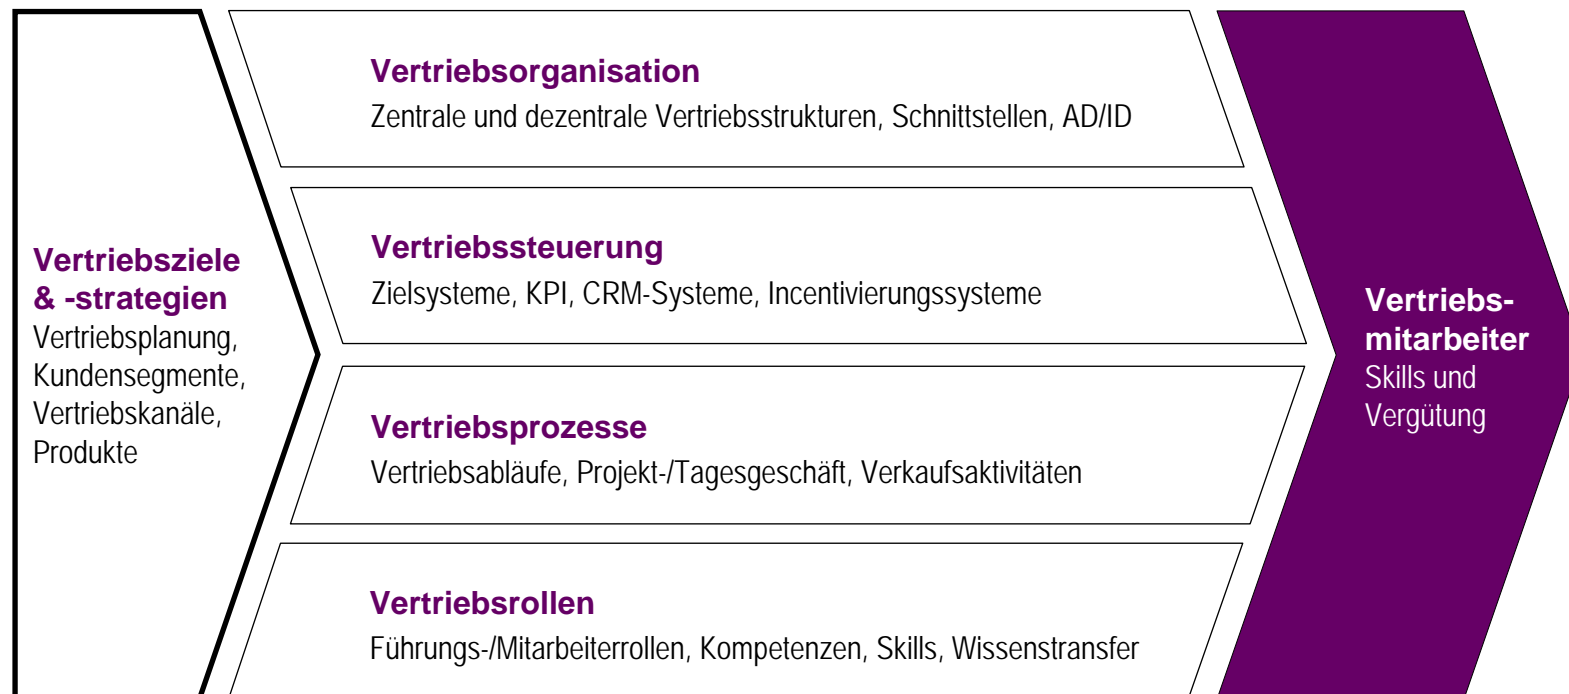 Vertriebsziele
& -strategien
Vertriebsplanung,
Kundensegmente,
Vertriebskanäle,
Produkte
Vertriebsorganisation
Zentrale und dezentrale Vertriebsstrukturen, Schnittstellen, AD/ID
Vertriebssteuerung
Zielsysteme, KPI, CRM-Systeme, Incentivierungssysteme
Vertriebsprozesse
Vertriebsabläufe, Projekt-/Tagesgeschäft, Verkaufsaktivitäten
Vertriebsrollen
Führungs-/Mitarbeiterrollen, Kompetenzen, Skills, Wissenstransfer
Vertriebs-
mitarbeiter
Skills und
Vergütung